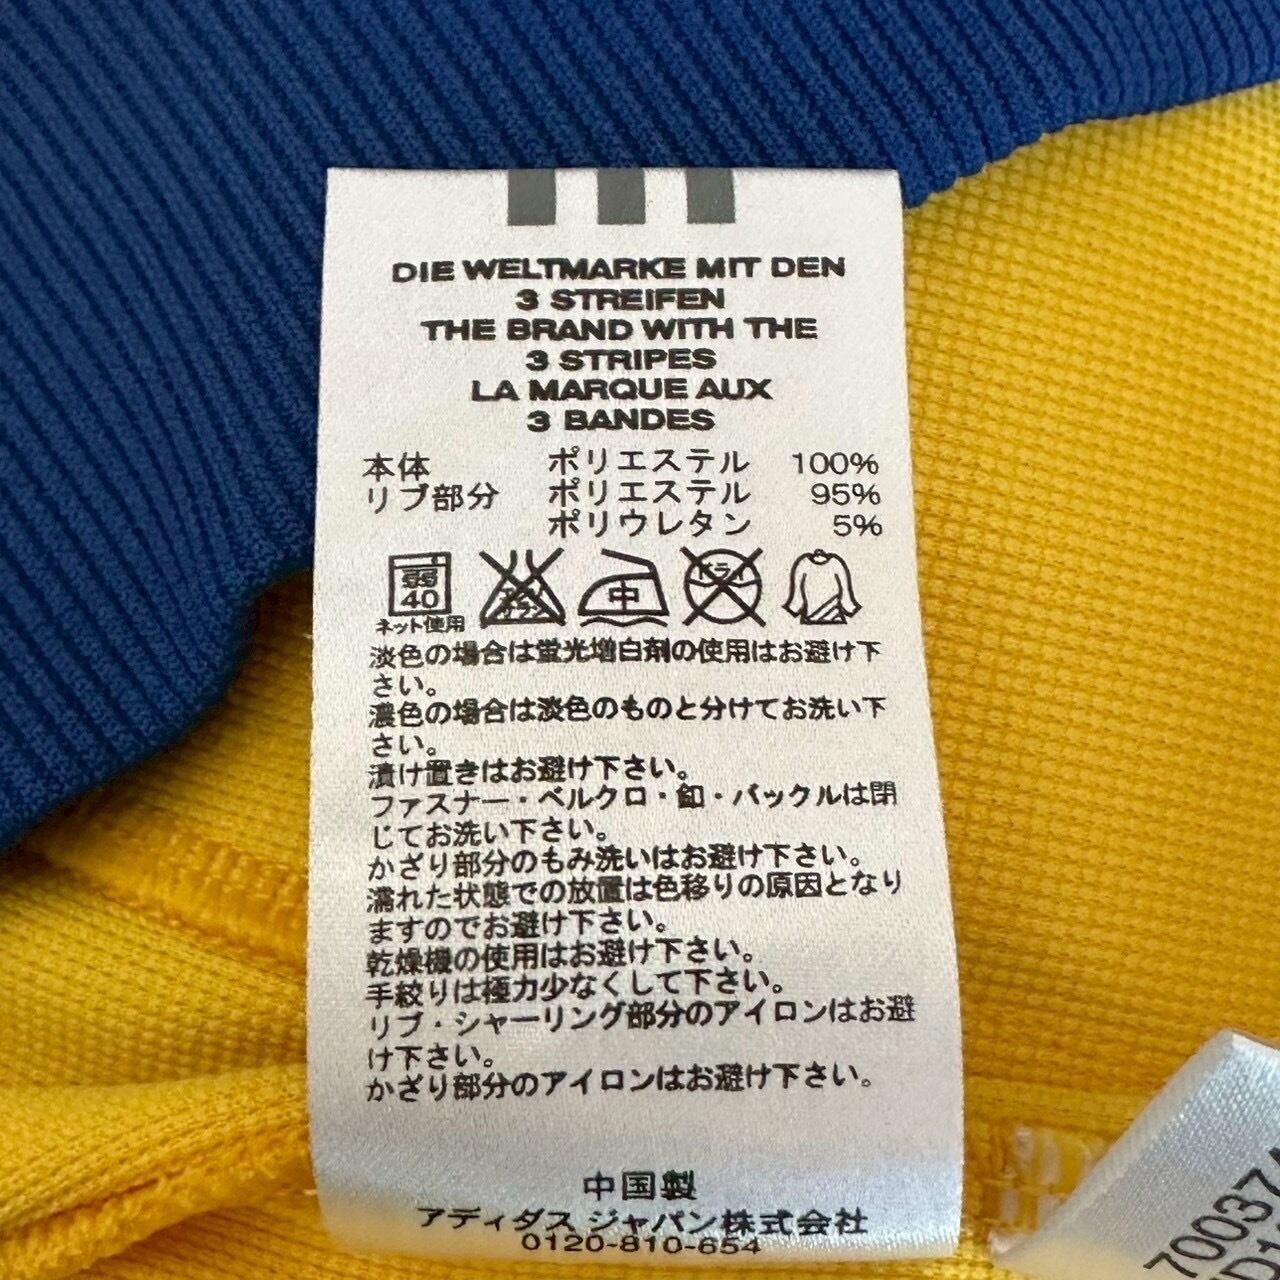 DIE WELTMARKE MIT DEN
3 STREIFEN
THE BRAND WITH THE
3 STRIPES
LA MARQUE AUX
3 BANDES
本体 ポリエステル 100%
リブ部分 ポリエステル 95%
ポリウレタン 5%
弱
40
中
ドライ
ネット使用
淡色の場合は蛍光増白剤の使用はお避け下
さい。
濃色の場合は淡色のものと分けてお洗い下
さい。
漬け置きはお避け下さい。
ファスナー・ベルクロ・釦・バックルは閉
じてお洗い下さい。
かざり部分のもみ洗いはお避け下さい。
濡れた状態での放置は色移りの原因となり
ますのでお避け下さい。
乾燥機の使用はお避け下さい。
手絞りは極力少なくして下さい。
リブ・シャーリング部分のアイロンはお避
け下さい。
かざり部分のアイロンはお避け下さい。
中国製
アディダス ジャパン株式会社
0120-810-654